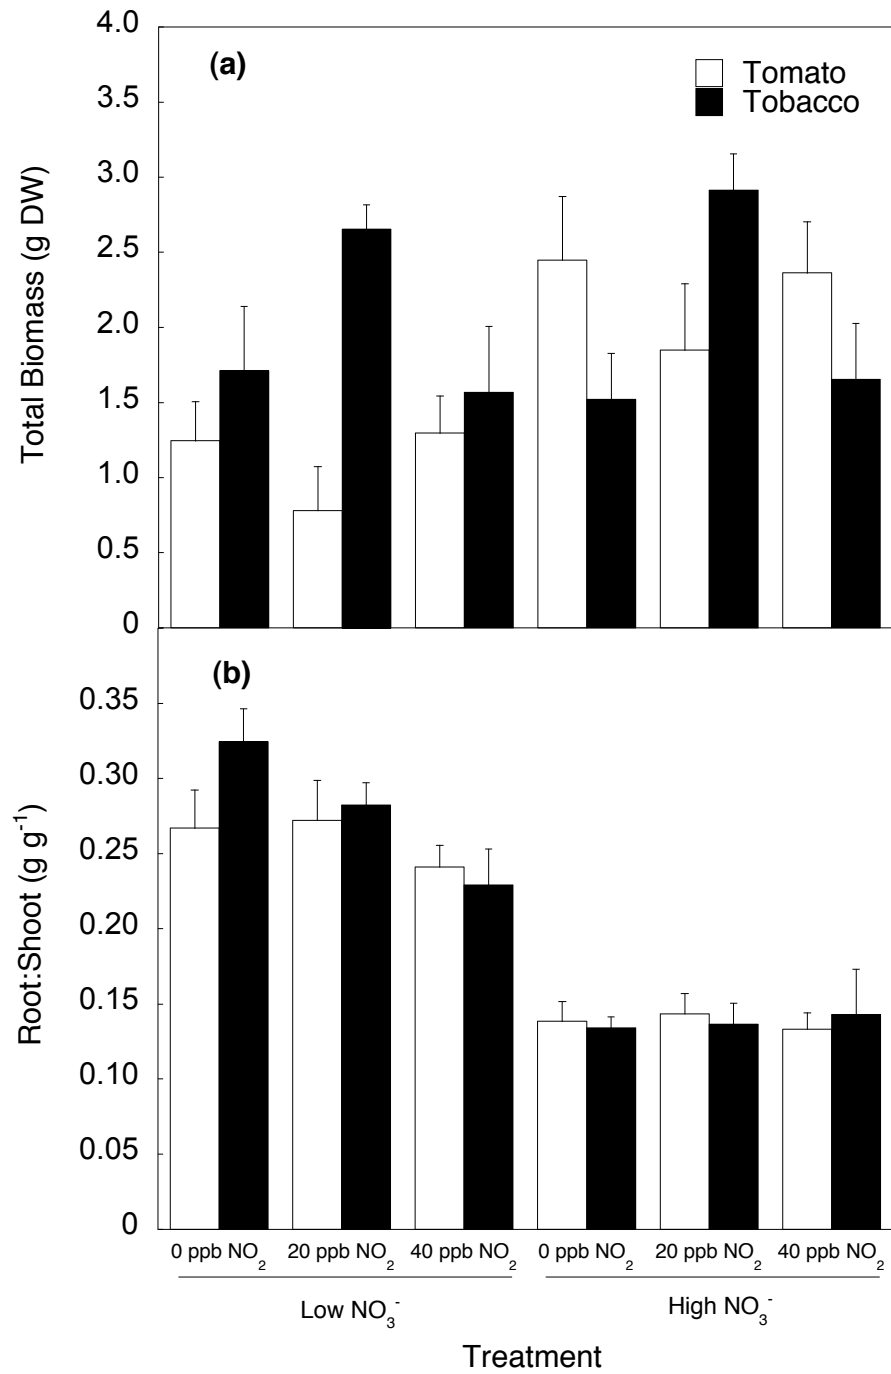 (a)
Tomato
Tobacco
Total Biomass (g DW)
4.0
3.5
3.0
2.5
2.0
1.5
1.0
0.5
0
(b)
Root:Shoot (g g⁻¹)
0.35
0.30
0.25
0.20
0.15
0.10
0.05
0
0 ppb NO₂ 20 ppb NO₂ 40 ppb NO₂ 0 ppb NO₂ 20 ppb NO₂ 40 ppb NO₂
Low NO₃⁻ High NO₃⁻
Treatment